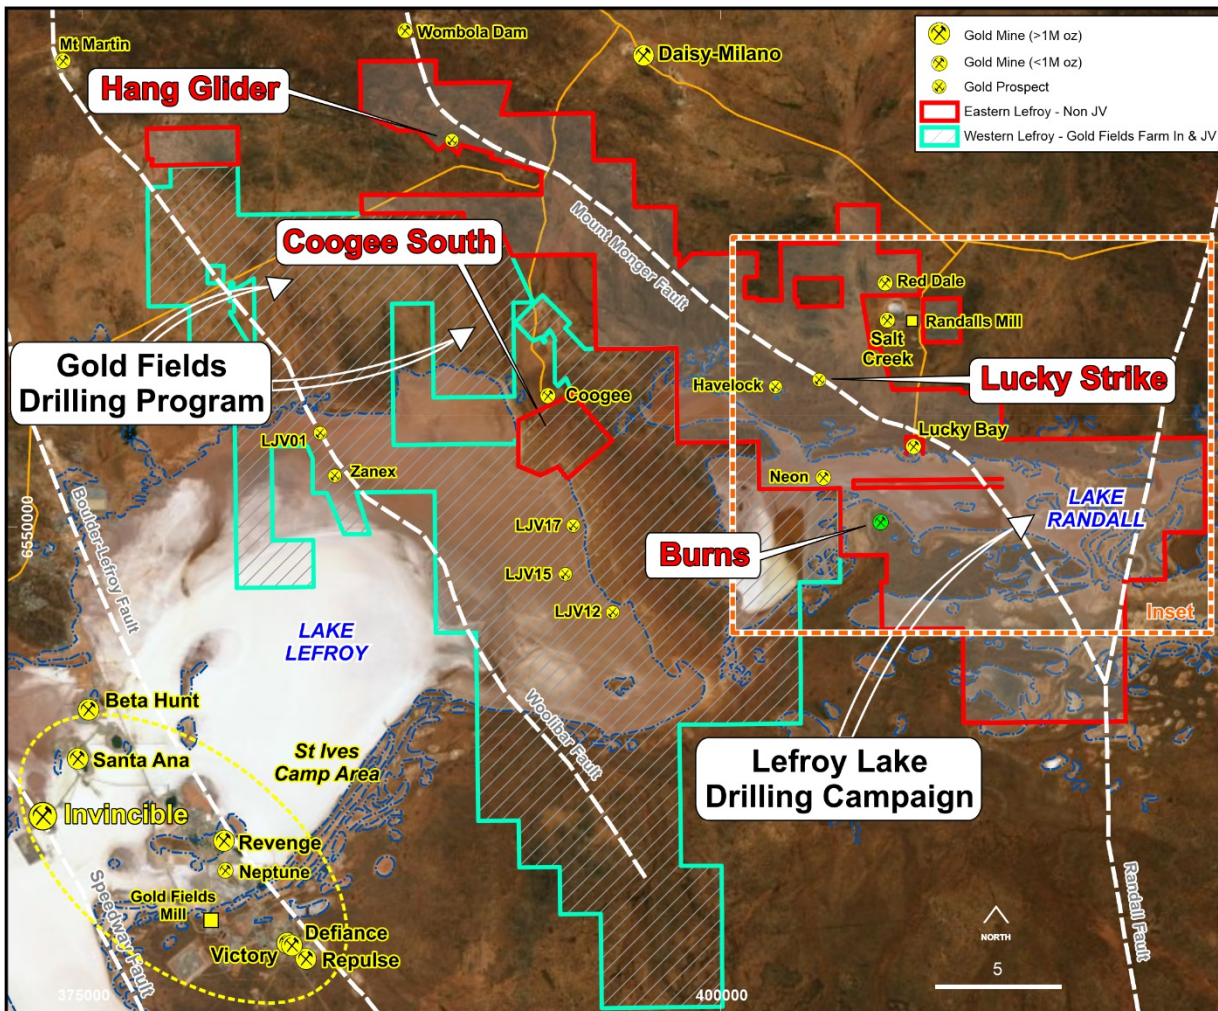 Mt Martin
Wombola Dam
Daisy-Milano
Gold Mine (>1M oz)
Gold Mine (<1M oz)
Gold Prospect
Eastern Lefroy - Non JV
Western Lefroy - Gold Fields Farm In & JV
Hang Glider
Coogee South
Mount Monger Fault
Red Dale
Randalls Mill
Salt
Creek
Gold Fields
Drilling Program
Lucky Strike
Havelock
Coogee
Lucky Bay
LJV01
Zanex
Neon
LAKE
RANDALL
Boulder-Lefroy Fault
6550000
LJV17
Burns
LJV15
LJV12
Inset
LAKE
LEFROY
Beta Hunt
Woolibar Fault
St Ives
Camp Area
Santa Ana
Lefroy Lake
Drilling Campaign
Invincible
Revenge
Neptune
Gold Fields
Mill
Speedway Fault
Randall Fault
Defiance
Victory
Repulse
NORTH
5
375000
400000